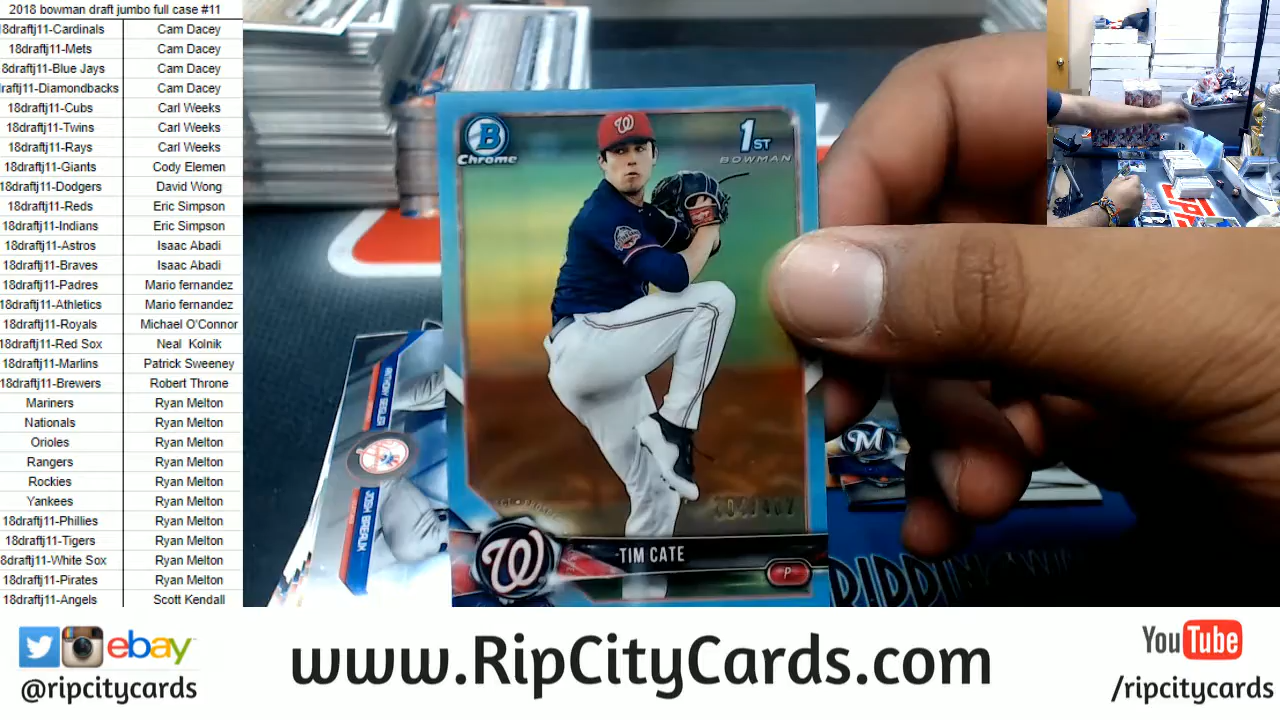 2018 bowman draft jumbo full case #11
18draftj11-Cardinals Cam Dacey
18draftj11-Mets Cam Dacey
18draftj11-Blue Jays Cam Dacey
raftj11-Diamondbacks Cam Dacey
18draftj11-Cubs Carl Weeks
18draftj11-Twins Carl Weeks
18draftj11-Rays Carl Weeks
18draftj11-Giants Cody Elemen
18draftj11-Dodgers David Wong
18draftj11-Reds Eric Simpson
18draftj11-Indians Eric Simpson
18draftj11-Astros Isaac Abadi
18draftj11-Braves Isaac Abadi
18draftj11-Padres Mario fernandez
18draftj11-Athletics Mario fernandez
18draftj11-Royals Michael O'Connor
18draftj11-Red Sox Neal Kolnik
18draftj11-Marlins Patrick Sweeney
18draftj11-Brewers Robert Throne
Mariners Ryan Melton
Nationals Ryan Melton
Orioles Ryan Melton
Rangers Ryan Melton
Rockies Ryan Melton
Yankees Ryan Melton
18draftj11-Phillies Ryan Melton
18draftj11-Tigers Ryan Melton
18draftj11-White Sox Ryan Melton
18draftj11-Pirates Ryan Melton
18draftj11-Angels Scott Kendall
B
Chrome
1ST
BOWMAN
W
W
TIM CATE
P
JOSH BREAUX
M
ebay
@ripcitycards
www.RipCityCards.com
YouTube
/ripcitycards